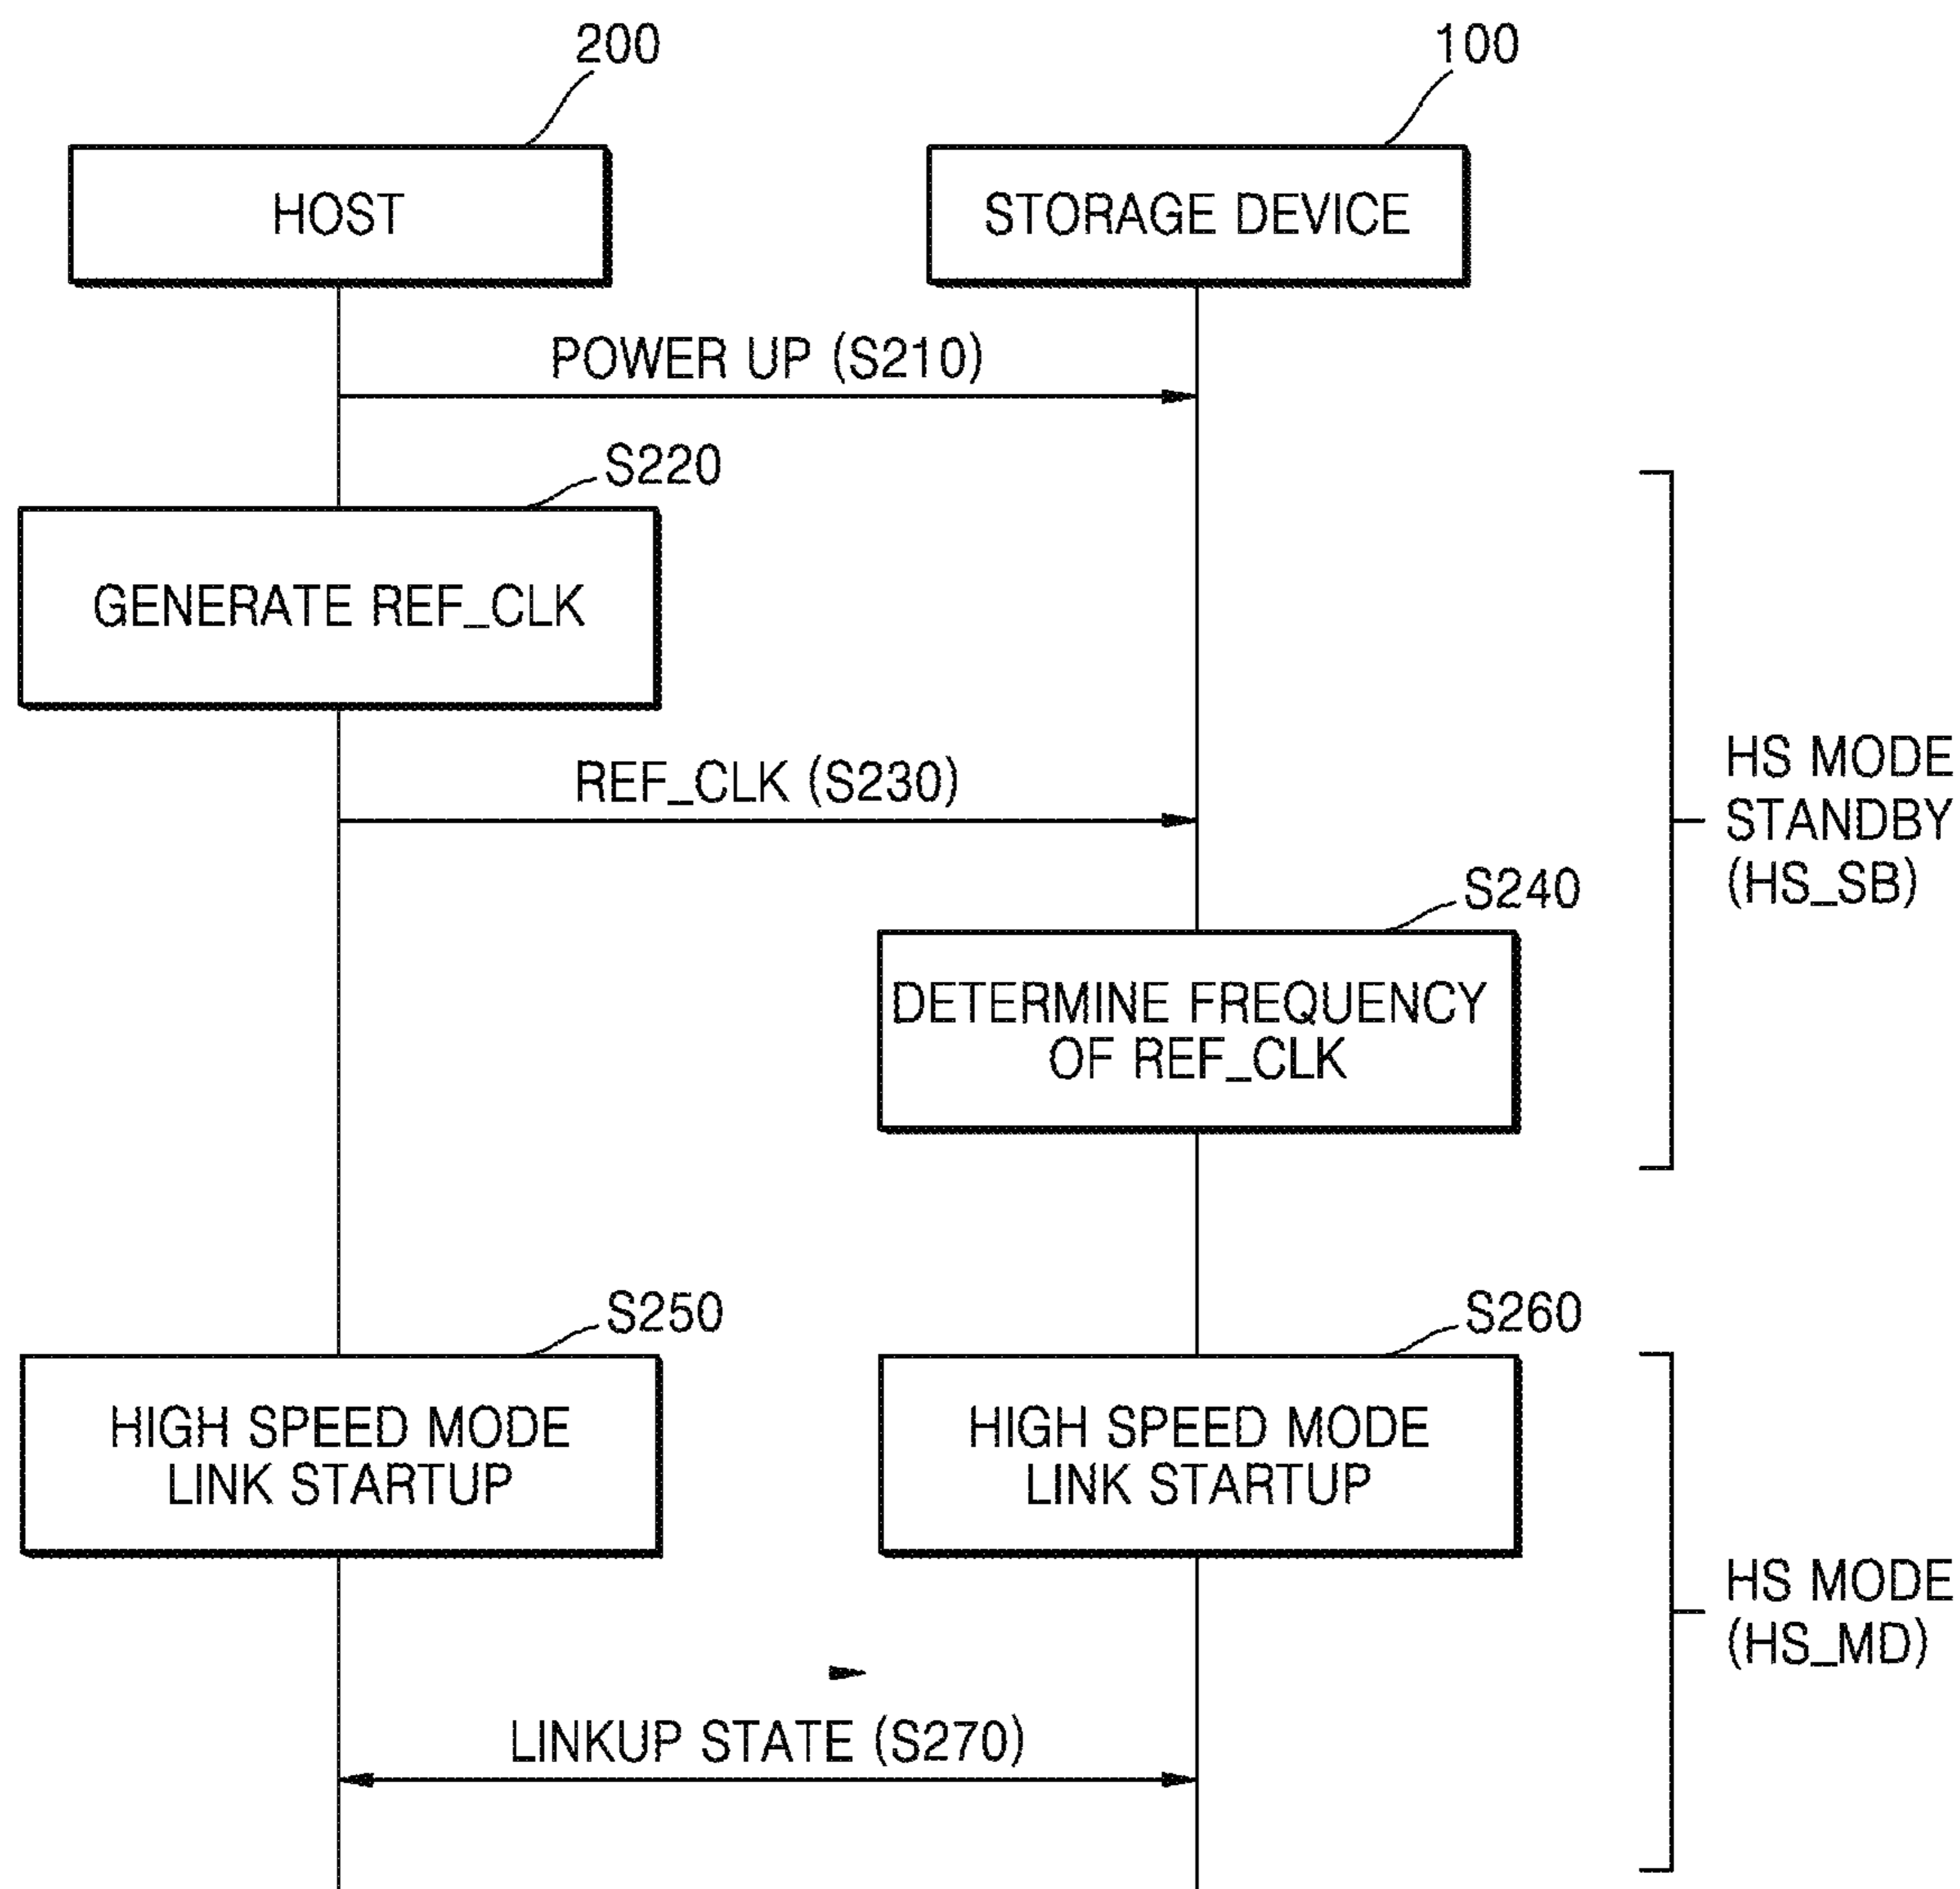 200
100
HOST
STORAGE DEVICE
POWER UP (S210)
S220
GENERATE REF_CLK
REF_CLK (S230)
HS MODE
STANDBY
(HS_SB)
S240
DETERMINE FREQUENCY
OF REF_CLK
S250
S260
HIGH SPEED MODE
LINK STARTUP
HIGH SPEED MODE
LINK STARTUP
HS MODE
(HS_MD)
LINKUP STATE (S270)